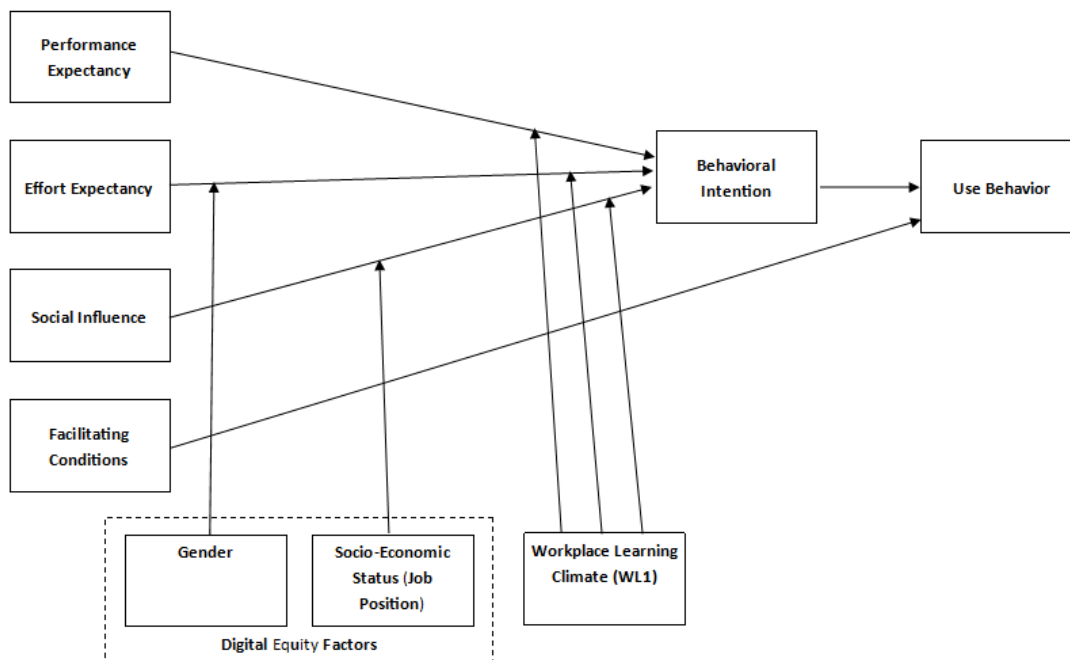 Performance
Expectancy
Effort Expectancy
Behavioral
Intention
Use Behavior
Social Influence
Facilitating
Conditions
Gender
Socio-Economic
Status (Job
Position)
Workplace Learning
Climate (WL1)
Digital Equity Factors